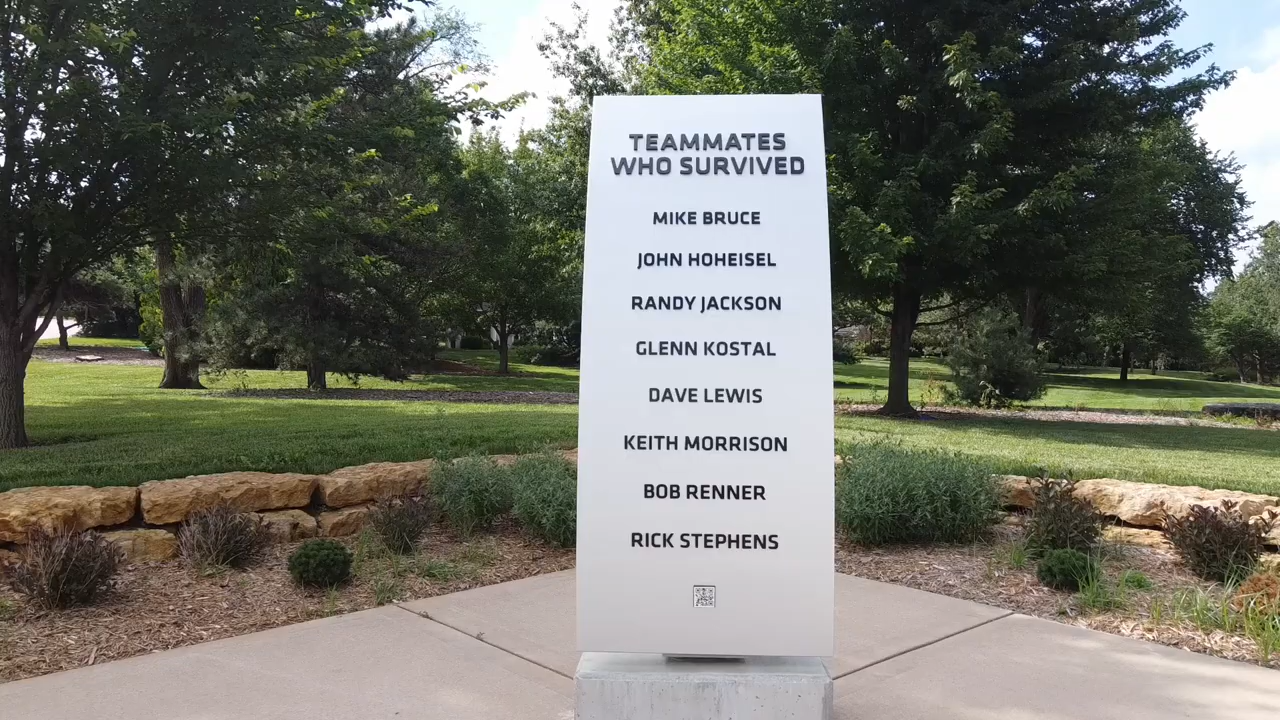 TEAMMATES
WHO SURVIVED
MIKE BRUCE
JOHN HOHEISEL
RANDY JACKSON
GLENN KOSTAL
DAVE LEWIS
KEITH MORRISON
BOB RENNER
RICK STEPHENS